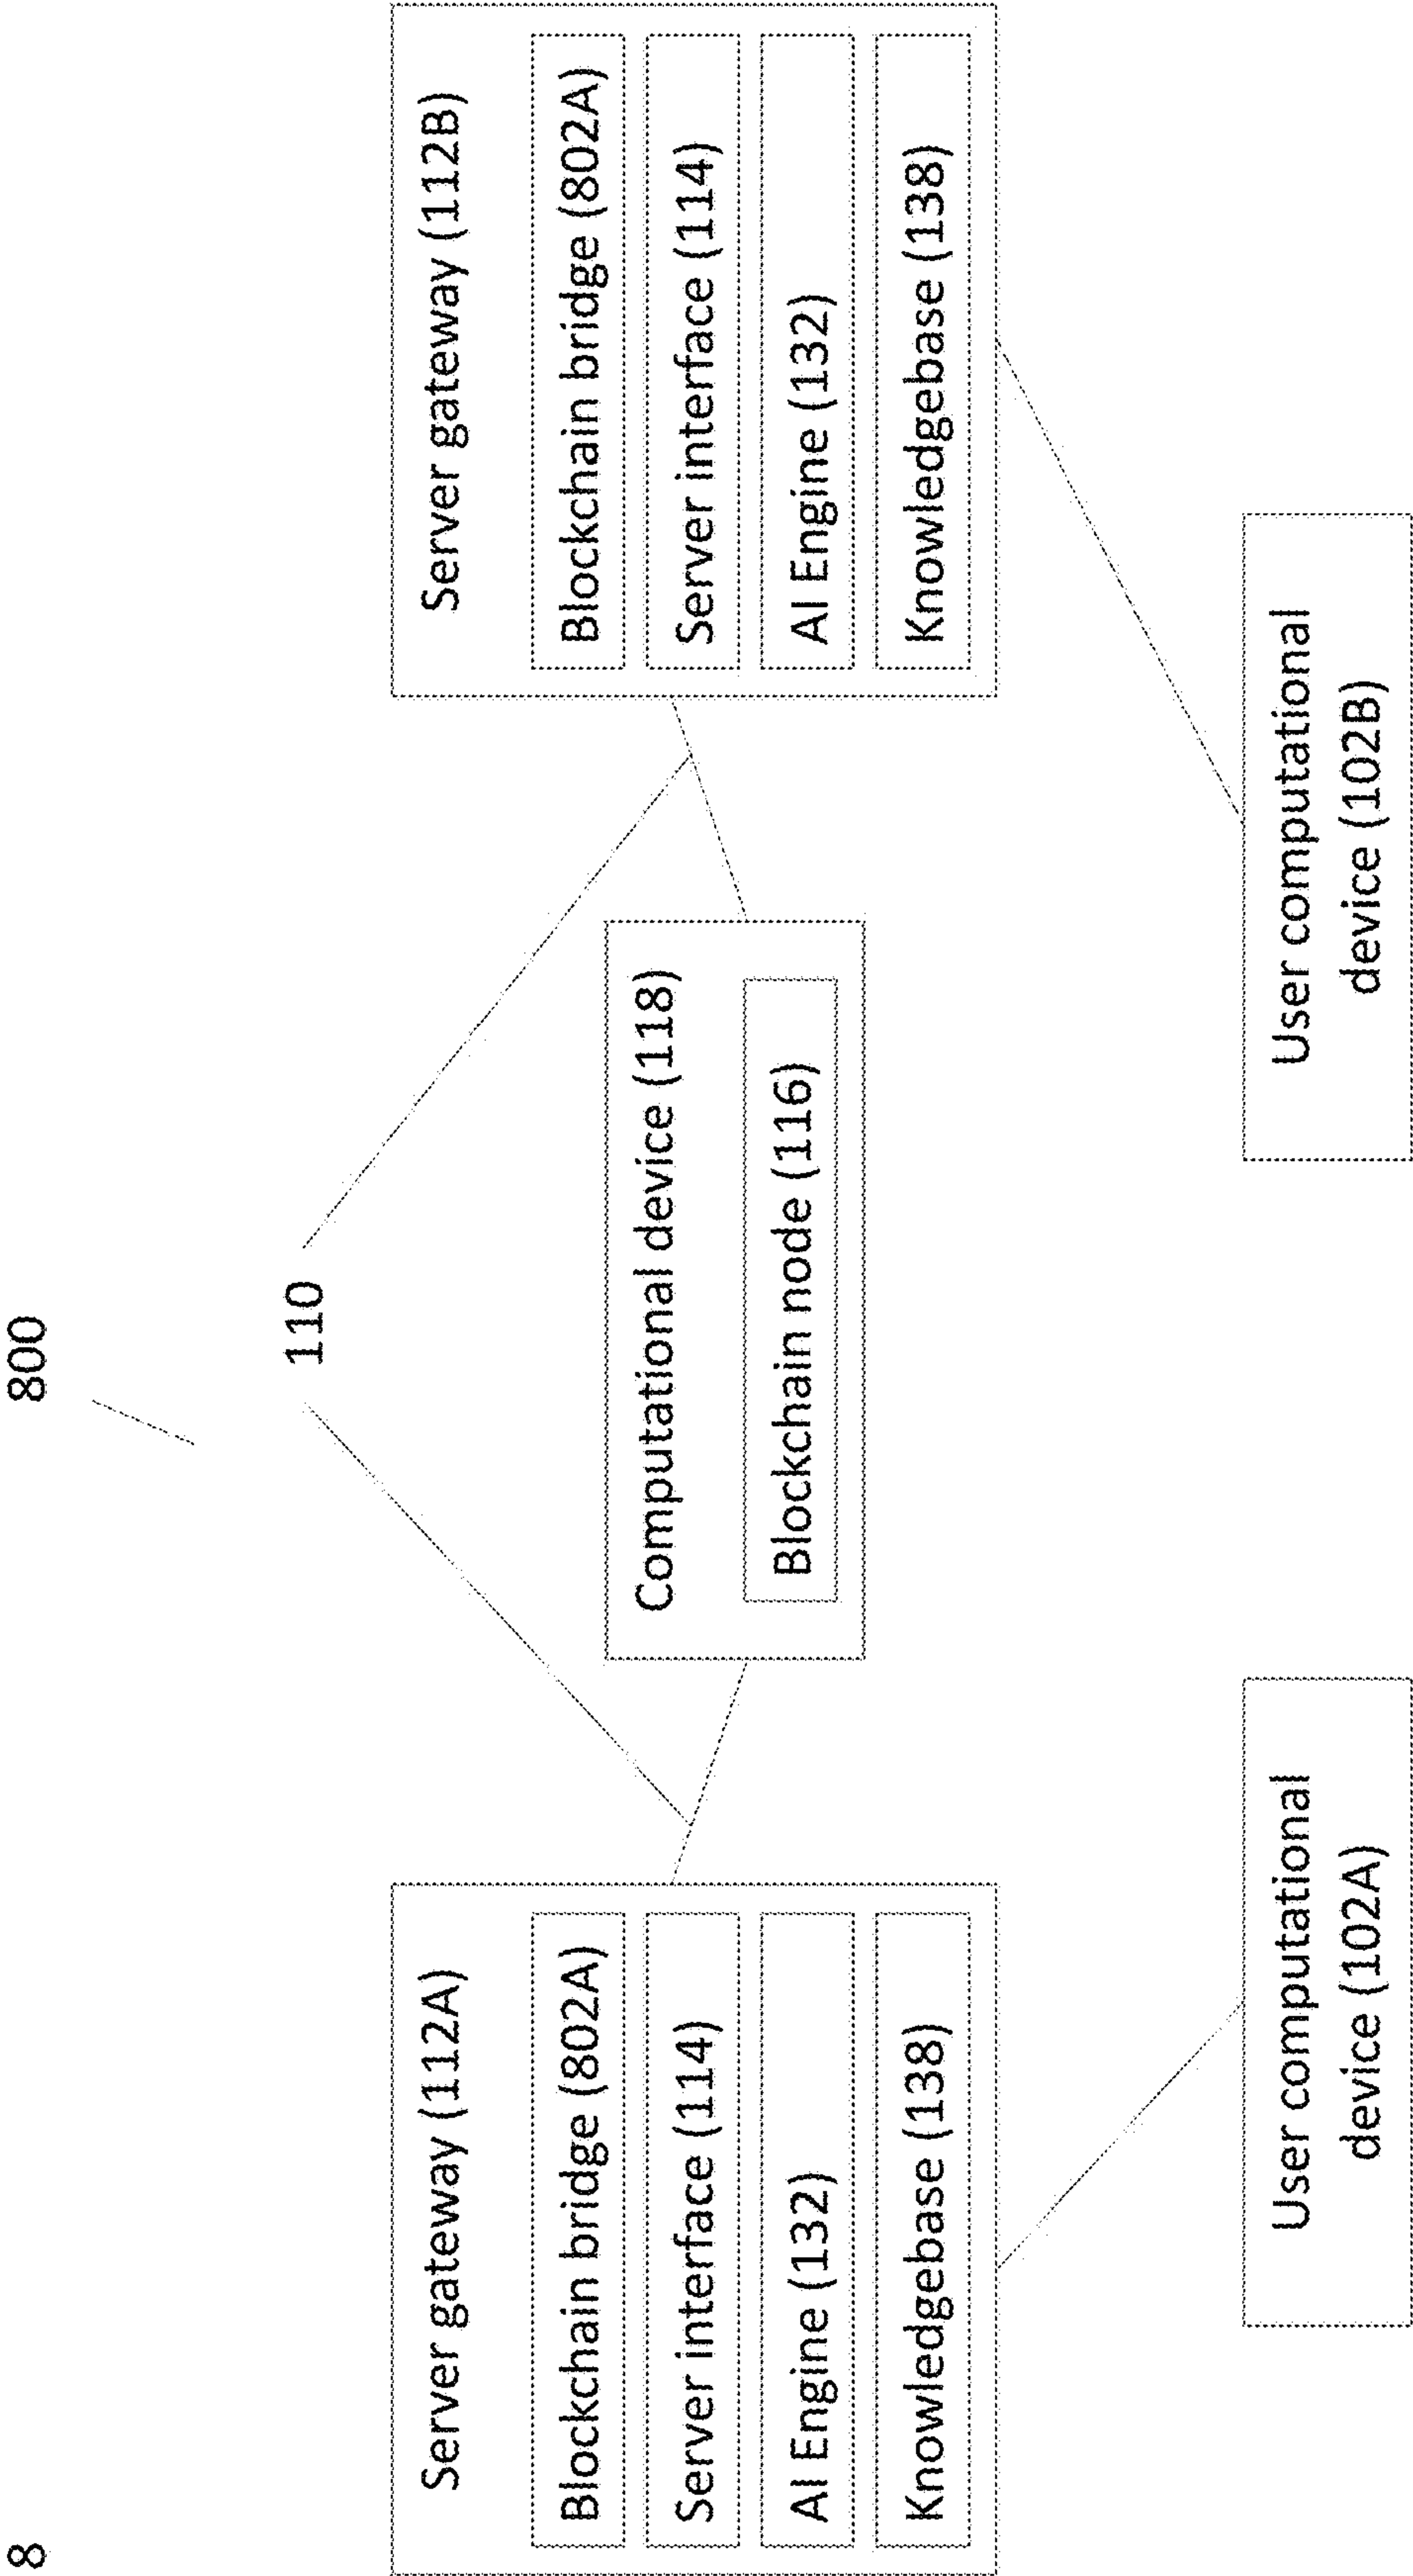 8
800
110
Server gateway (112A)
Blockchain bridge (802A)
Server interface (114)
AI Engine (132)
Knowledgebase (138)
Computational device (118)
Blockchain node (116)
Server gateway (112B)
Blockchain bridge (802A)
Server interface (114)
AI Engine (132)
Knowledgebase (138)
User computational
device (102A)
User computational
device (102B)